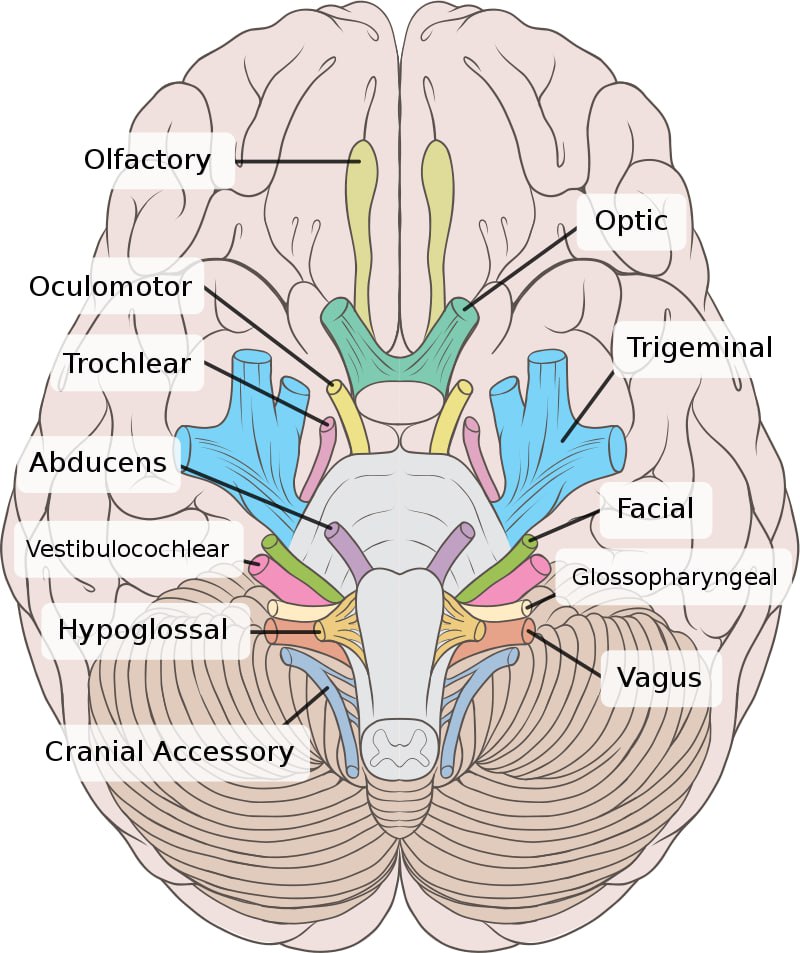 Olfactory
Optic
Oculomotor
Trigeminal
Trochlear
Abducens
Facial
Vestibulocochlear
Glossopharyngeal
Hypoglossal
Vagus
Cranial Accessory